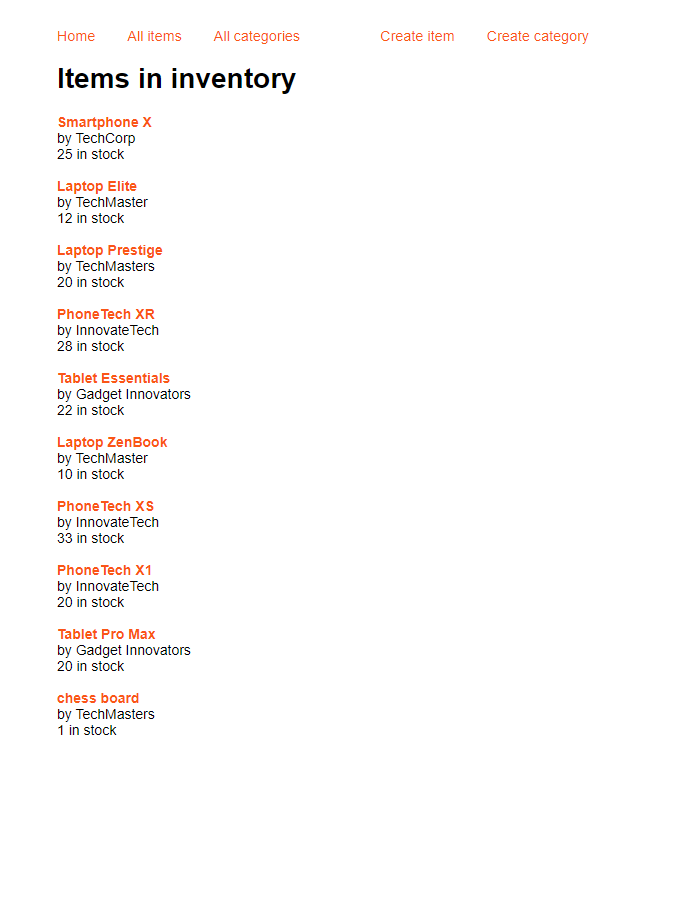 Home All items All categories Create item Create category
Items in inventory
Smartphone X
by TechCorp
25 in stock
Laptop Elite
by TechMaster
12 in stock
Laptop Prestige
by TechMasters
20 in stock
PhoneTech XR
by InnovateTech
28 in stock
Tablet Essentials
by Gadget Innovators
22 in stock
Laptop ZenBook
by TechMaster
10 in stock
PhoneTech XS
by InnovateTech
33 in stock
PhoneTech X1
by InnovateTech
20 in stock
Tablet Pro Max
by Gadget Innovators
20 in stock
chess board
by TechMasters
1 in stock